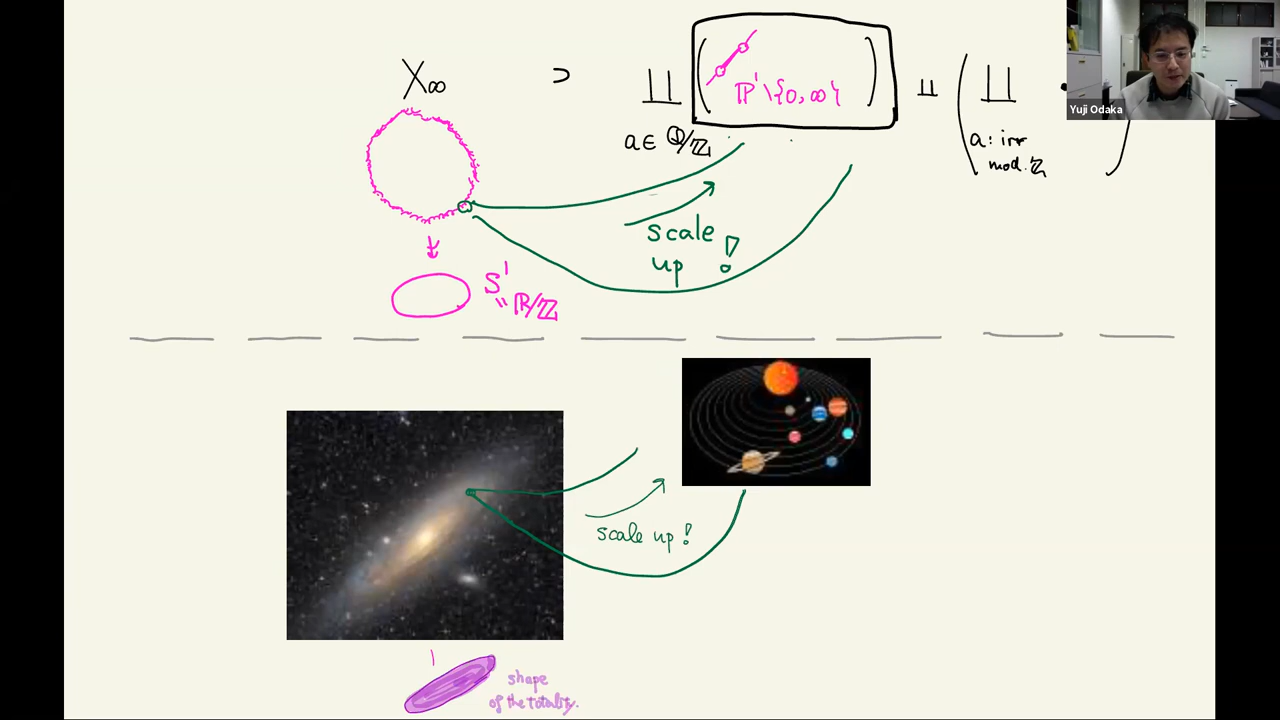 X∞ ⊃ ∐ ( ℙ¹\{0,∞} ) ⨿ ( ∐
a∈ ℚ/ℤ
a: irr
mod. ℤ
Yuji Odaka
scale
up !
S¹
= ℝ/ℤ
scale up !
shape
of the totality.